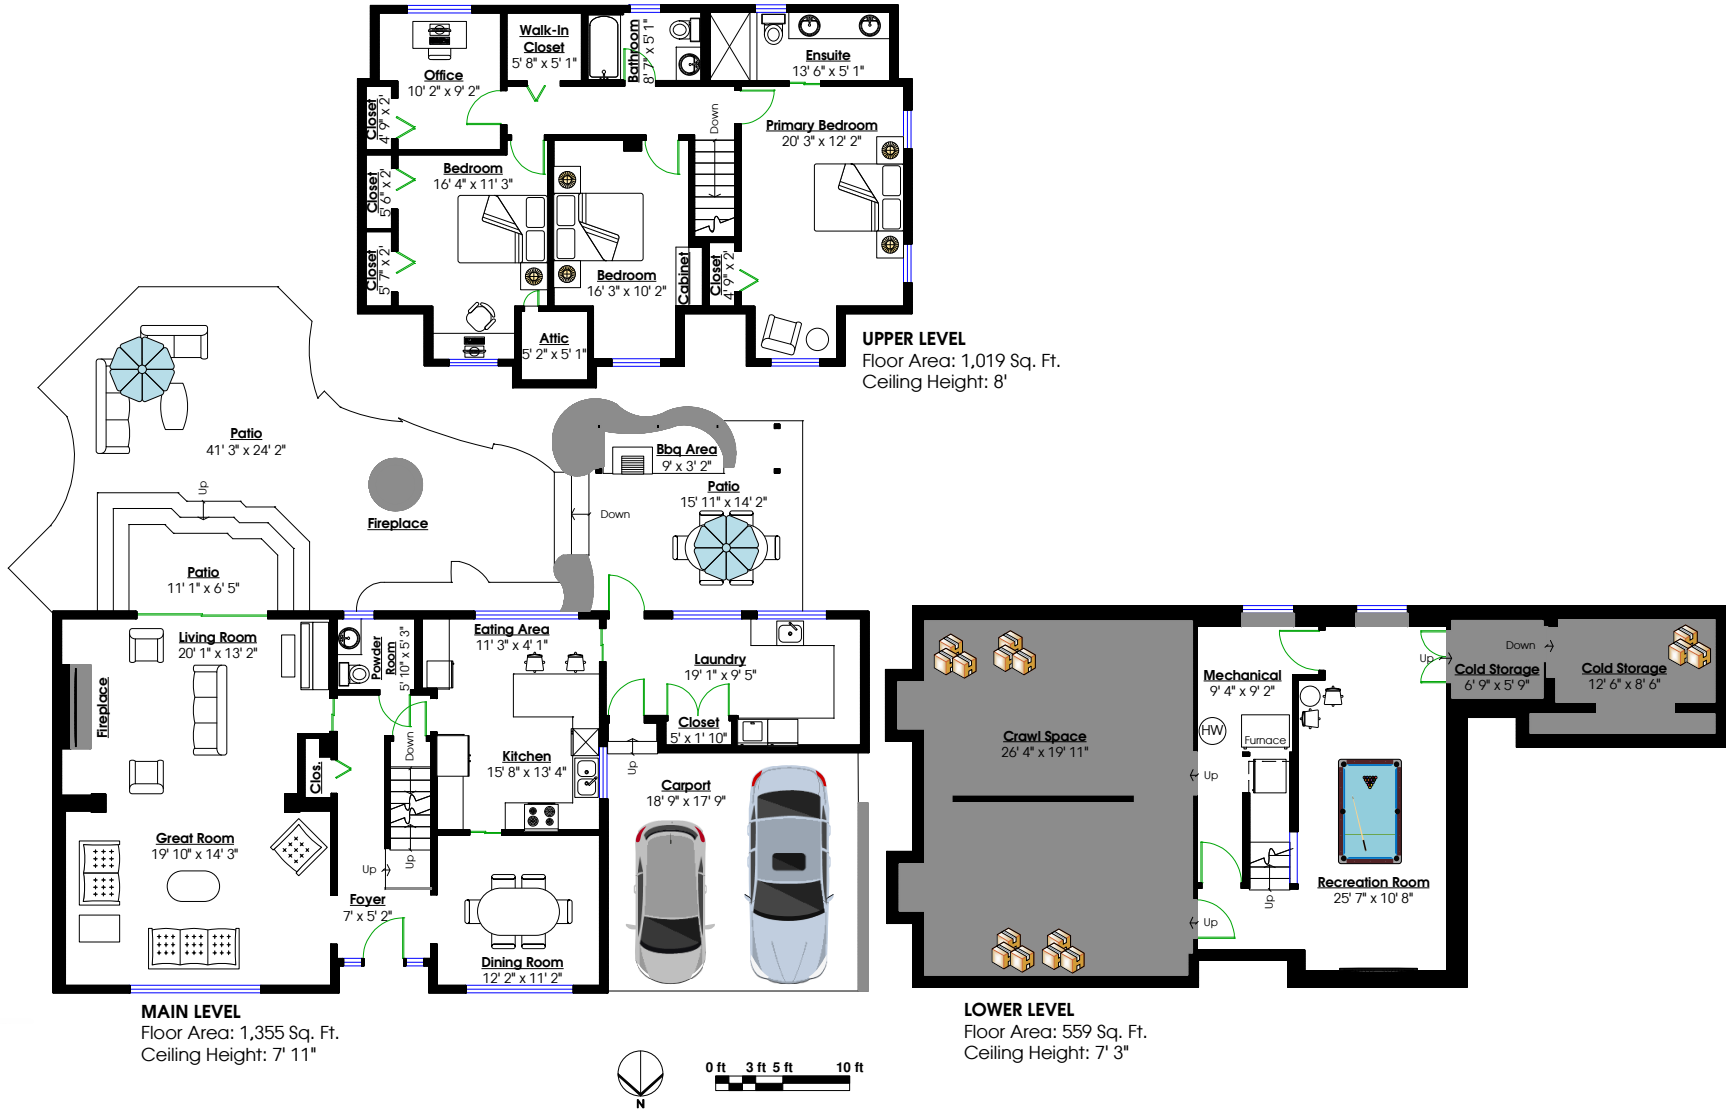 Office
10' 2" x 9' 2"
Walk-In
Closet
5' 8" x 5' 1"
Bathroom
8' 7" x 5' 1"
Ensuite
13' 6" x 5' 1"
Closet
4' 9" x 2'
Down
Primary Bedroom
20' 3" x 12' 2"
Closet
5' 6" x 2'
Bedroom
16' 4" x 11' 3"
Closet
5' 7" x 2'
Bedroom
16' 3" x 10' 2"
Cabinet
Closet
4' 9" x 2'
Attic
5' 2" x 5' 1"
UPPER LEVEL
Floor Area: 1,019 Sq. Ft.
Ceiling Height: 8'
Patio
41' 3" x 24' 2"
Up
Fireplace
Bbq Area
9' x 3' 2"
Patio
15' 11" x 14' 2"
Down
Patio
11' 1" x 6' 5"
Living Room
20' 1" x 13' 2"
Fireplace
Powder
Room
5' 10" x 5' 3"
Eating Area
11' 3" x 4' 1"
Laundry
19' 1" x 9' 5"
Closet
5' x 1' 10"
Up
Clos.
Down
Kitchen
15' 8" x 13' 4"
Carport
18' 9" x 17' 9"
Great Room
19' 10" x 14' 3"
Up
Up
Foyer
7' x 5' 2"
Dining Room
12' 2" x 11' 2"
MAIN LEVEL
Floor Area: 1,355 Sq. Ft.
Ceiling Height: 7' 11"
Crawl Space
26' 4" x 19' 11"
Mechanical
9' 4" x 9' 2"
HW
Furnace
Up
Up
Up
Up
Down
Cold Storage
6' 9" x 5' 9"
Cold Storage
12' 6" x 8' 6"
Recreation Room
25' 7" x 10' 8"
LOWER LEVEL
Floor Area: 559 Sq. Ft.
Ceiling Height: 7' 3"
N
0 ft 3 ft 5 ft 10 ft